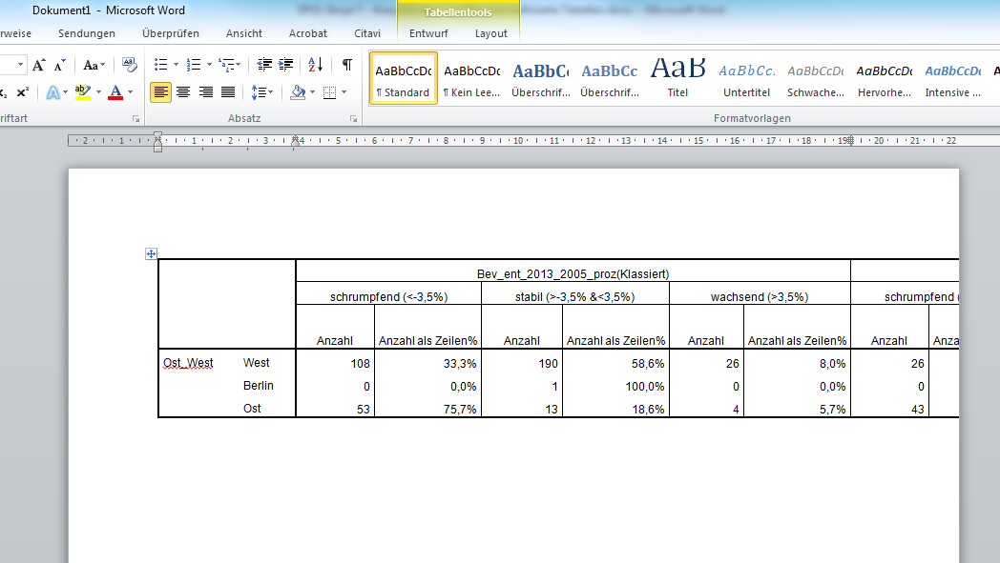 Dokument1 - Microsoft Word
Tabellentools
rweise Sendungen Überprüfen Ansicht Acrobat Citavi Entwurf Layout
AaBbCcDc AaBbCcDc AaBbC AaBbCc AaB AaBbCc. AaBbCcDc AaBbCcDc AaBbCcDc A
¶ Standard ¶ Kein Lee... Überschrif... Überschrif... Titel Untertitel Schwache... Hervorhe... Intensive ...
riftart Absatz Formatvorlagen
2 1 1 2 3 4 5 6 7 8 9 10 11 12 13 14 15 16 17 18 19 20 21 22
Bev_ent_2013_2005_proz(Klassiert)
schrumpfend (<-3,5%) stabil (>-3,5% &<3,5%) wachsend (>3,5%) schrumpfend (
Anzahl Anzahl als Zeilen% Anzahl Anzahl als Zeilen% Anzahl Anzahl als Zeilen% Anzahl Anza
Ost_West West 108 33,3% 190 58,6% 26 8,0% 26
Berlin 0 0,0% 1 100,0% 0 0,0% 0
Ost 53 75,7% 13 18,6% 4 5,7% 43